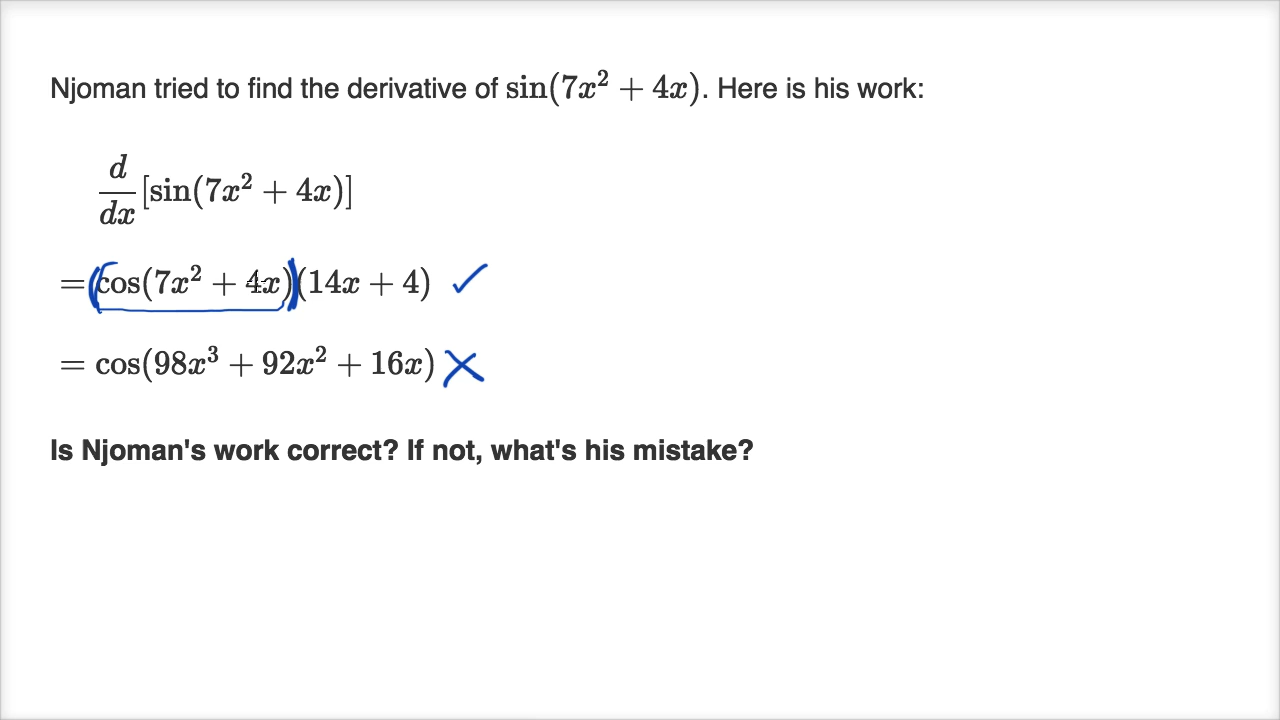 Njoman tried to find the derivative of sin(7x² + 4x). Here is his work:
d/dx [sin(7x² + 4x)]
= (cos(7x² + 4x))(14x + 4) ✓
= cos(98x³ + 92x² + 16x) ✗
Is Njoman's work correct? If not, what's his mistake?